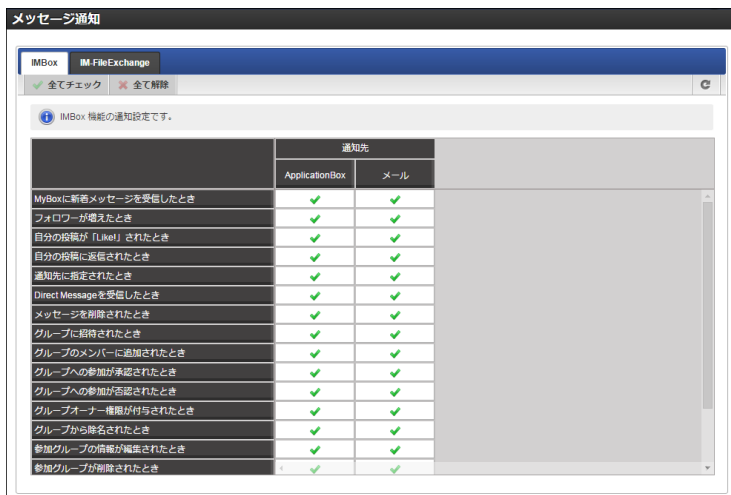 メッセージ通知
IMBox IM-FileExchange
全てチェック 全て解除
IMBox 機能の通知設定です。
通知先
ApplicationBox メール
MyBoxに新着メッセージを受信したとき
フォロワーが増えたとき
自分の投稿が「Like!」されたとき
自分の投稿に返信されたとき
通知先に指定されたとき
Direct Messageを受信したとき
メッセージを削除されたとき
グループに招待されたとき
グループのメンバーに追加されたとき
グループへの参加が承認されたとき
グループへの参加が否認されたとき
グループオーナー権限が付与されたとき
グループから除名されたとき
参加グループの情報が編集されたとき
参加グループが削除されたとき